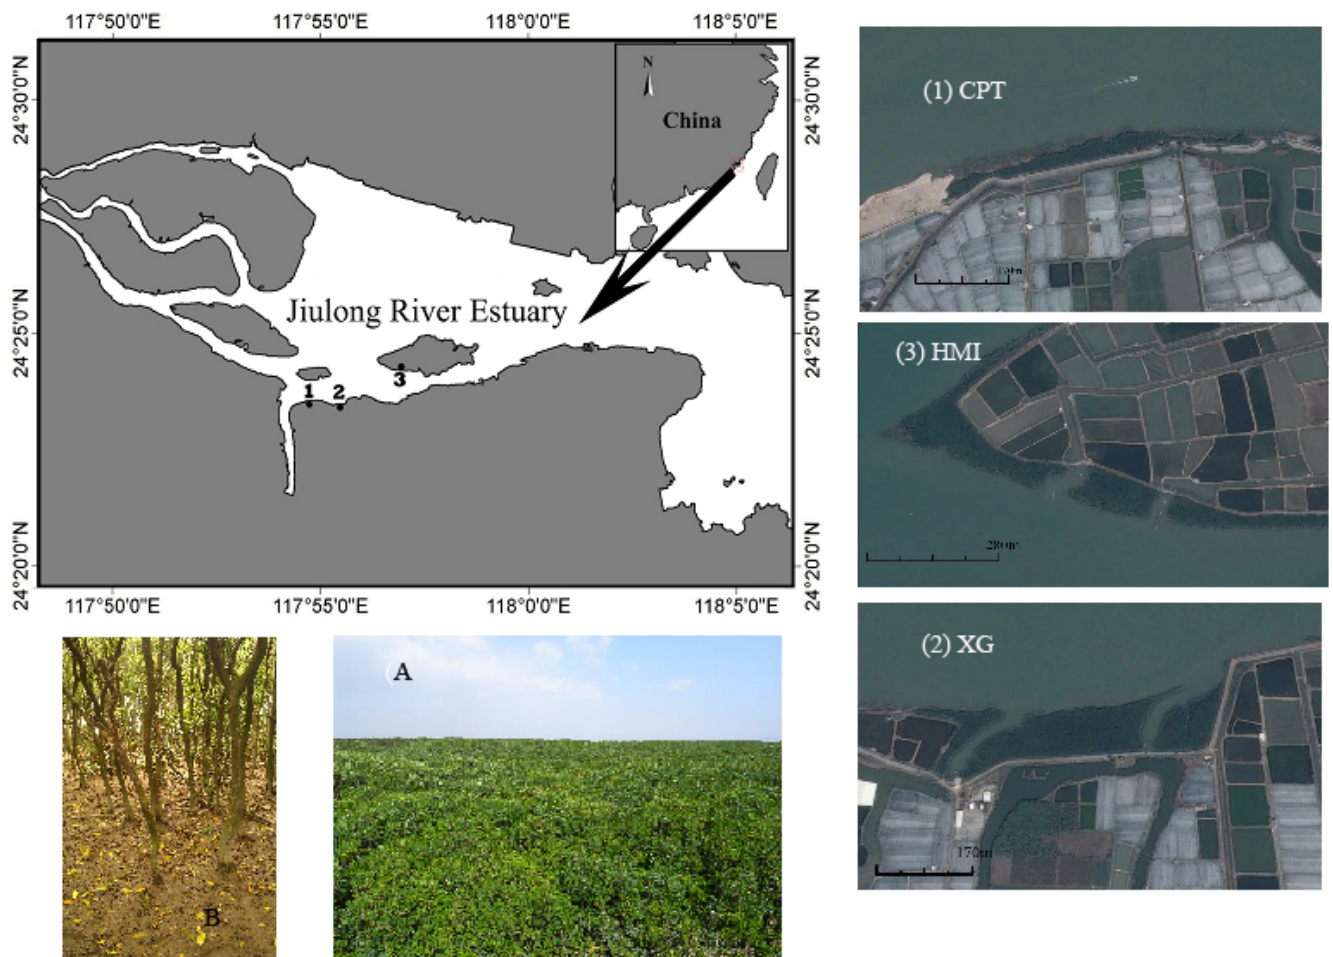 117°50'0"E 117°55'0"E 118°0'0"E 118°5'0"E
24°30'0"N
24°25'0"N
24°20'0"N
N
China
Jiulong River Estuary
1
2
3
24°30'0"N
24°25'0"N
24°20'0"N
117°50'0"E 117°55'0"E 118°0'0"E 118°5'0"E
(1) CPT
(3) HMI
280m
(2) XG
170m
A
B